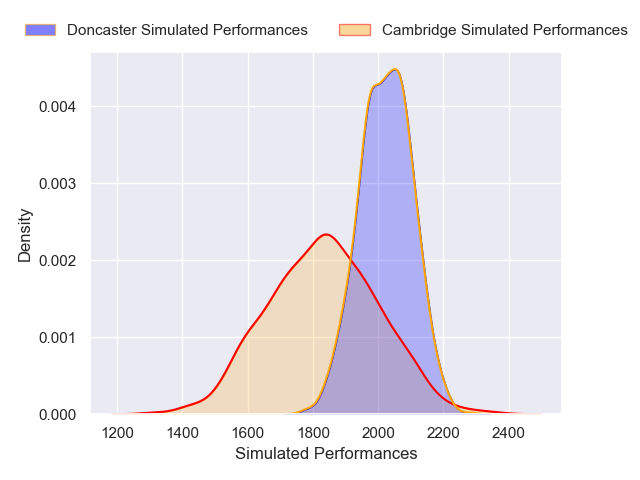 Doncaster Simulated Performances
Cambridge Simulated Performances
0.004
0.003
0.002
0.001
0.000
Density
1200 1400 1600 1800 2000 2200 2400
Simulated Performances